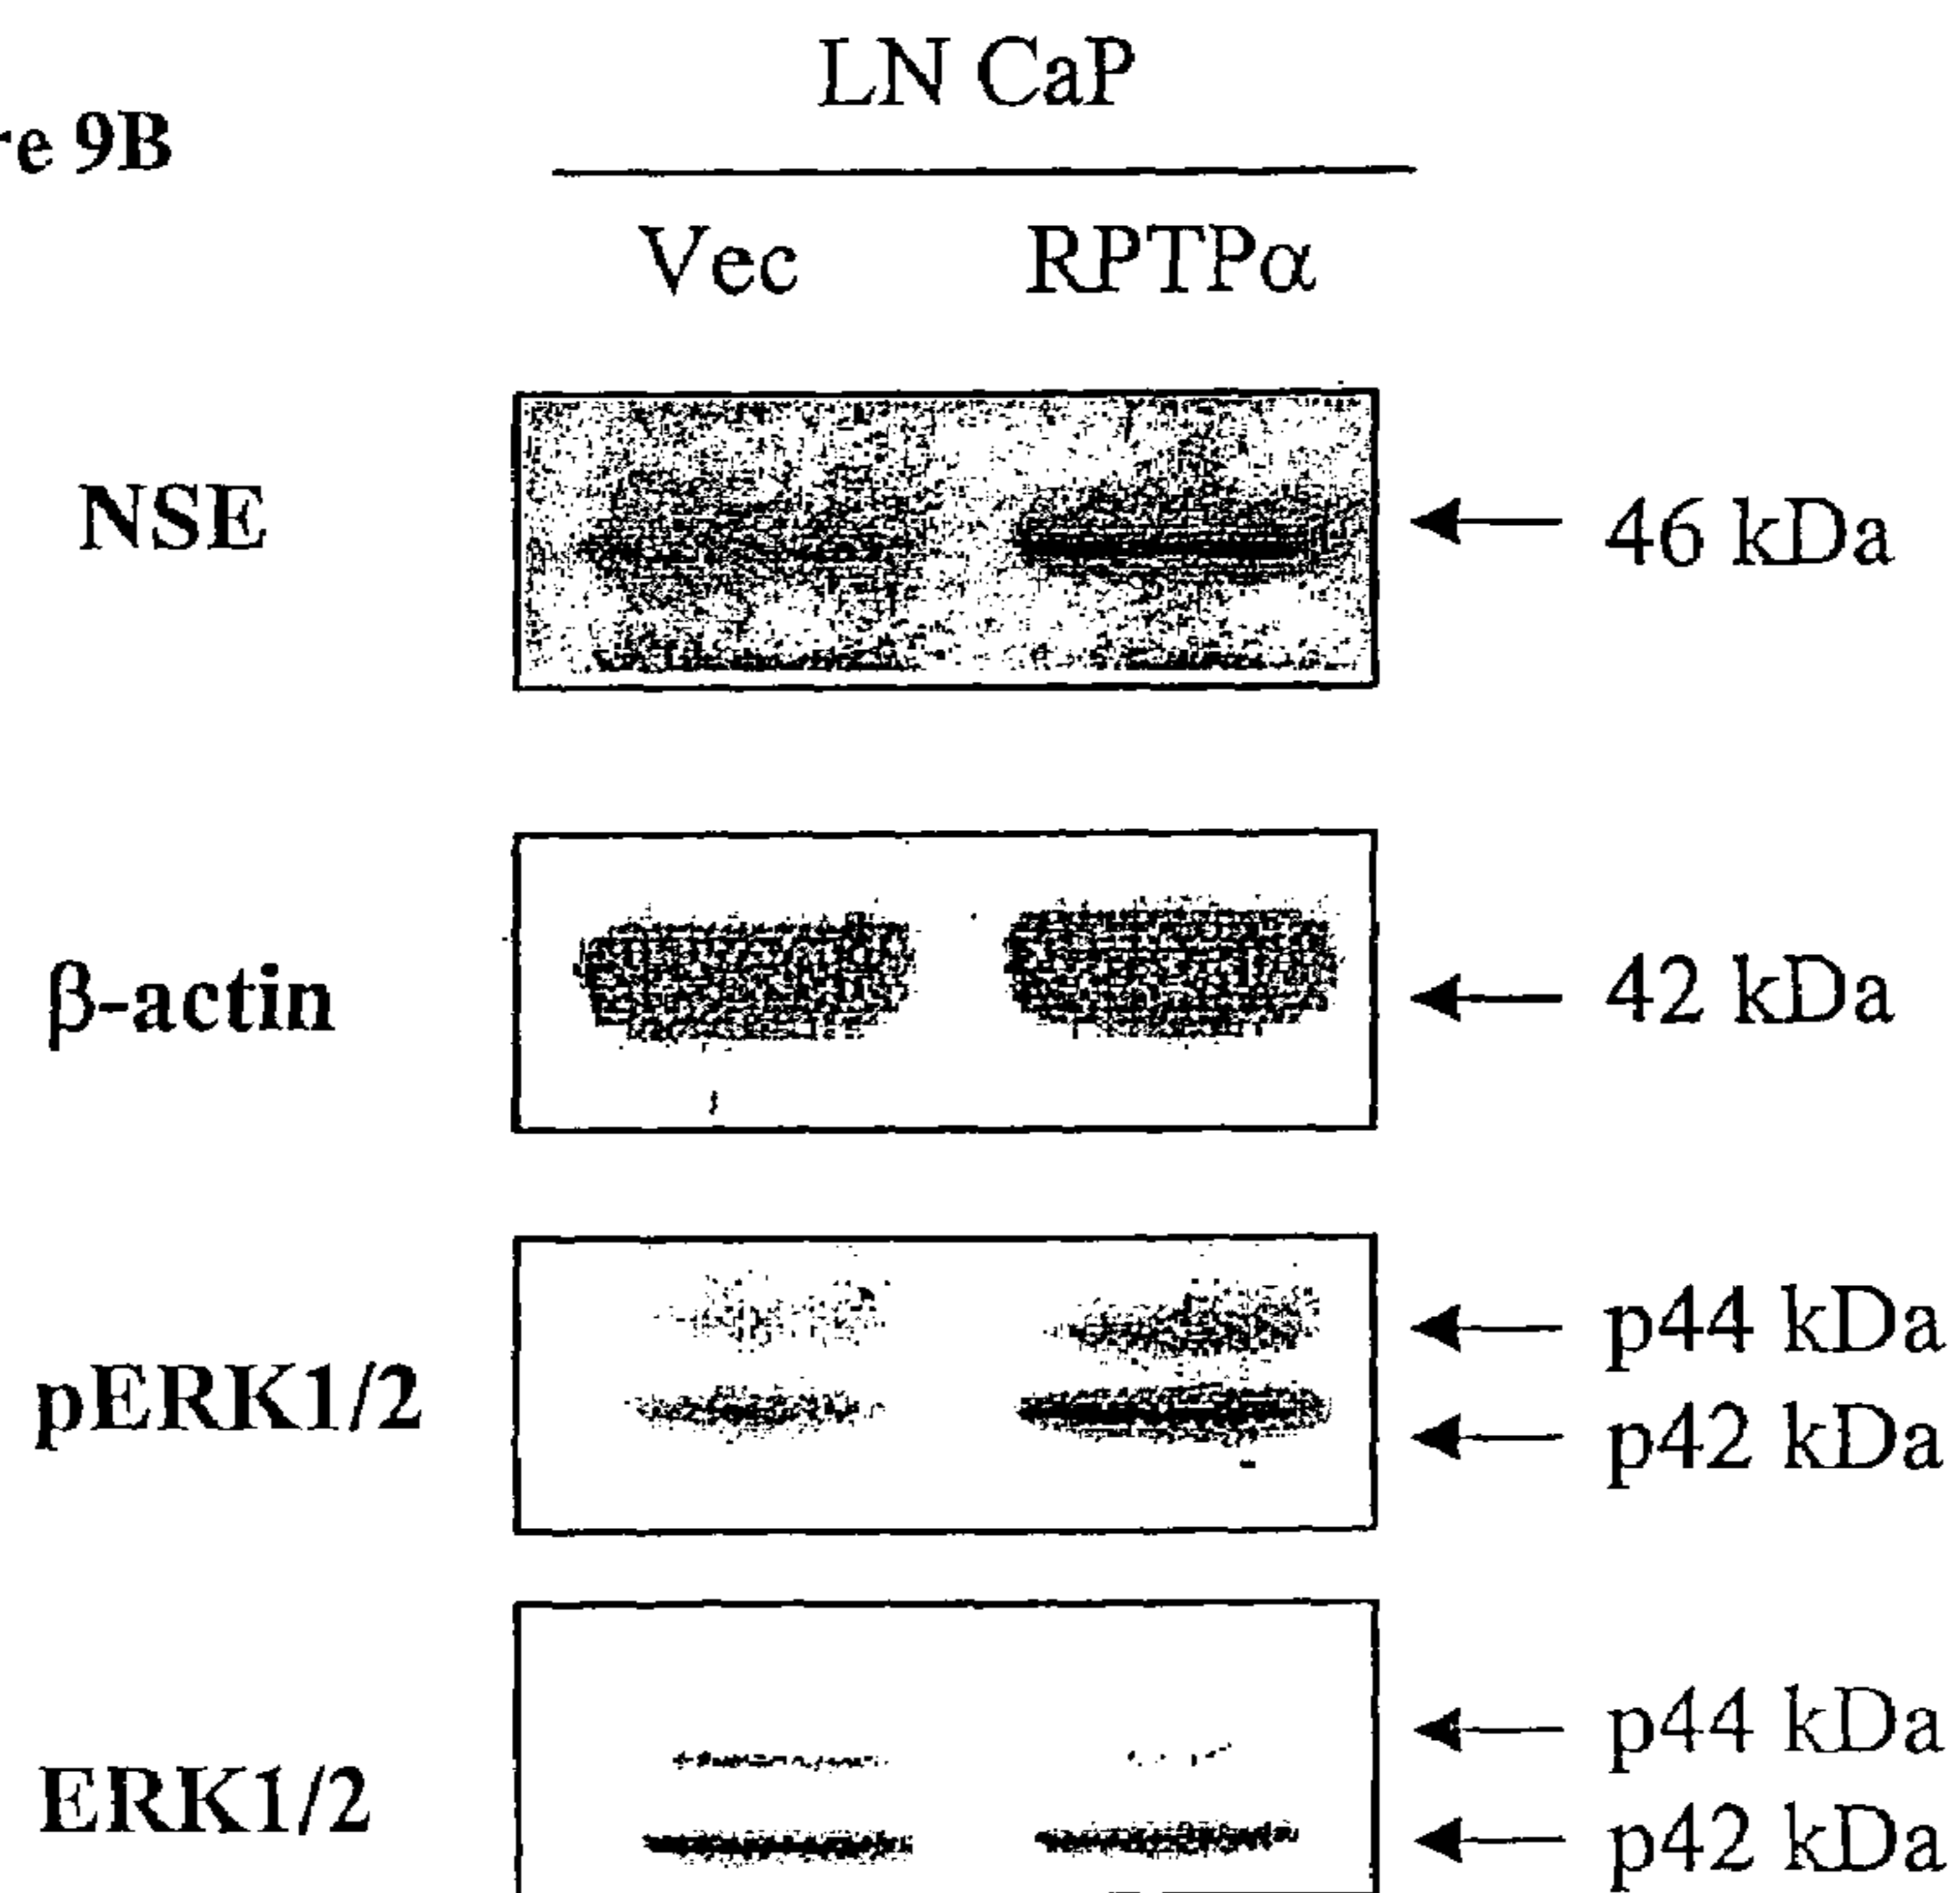 LN CaP
re 9B
Vec RPTPα
NSE 46 kDa
β-actin 42 kDa
p44 kDa
pERK1/2
p42 kDa
p44 kDa
ERK1/2
p42 kDa